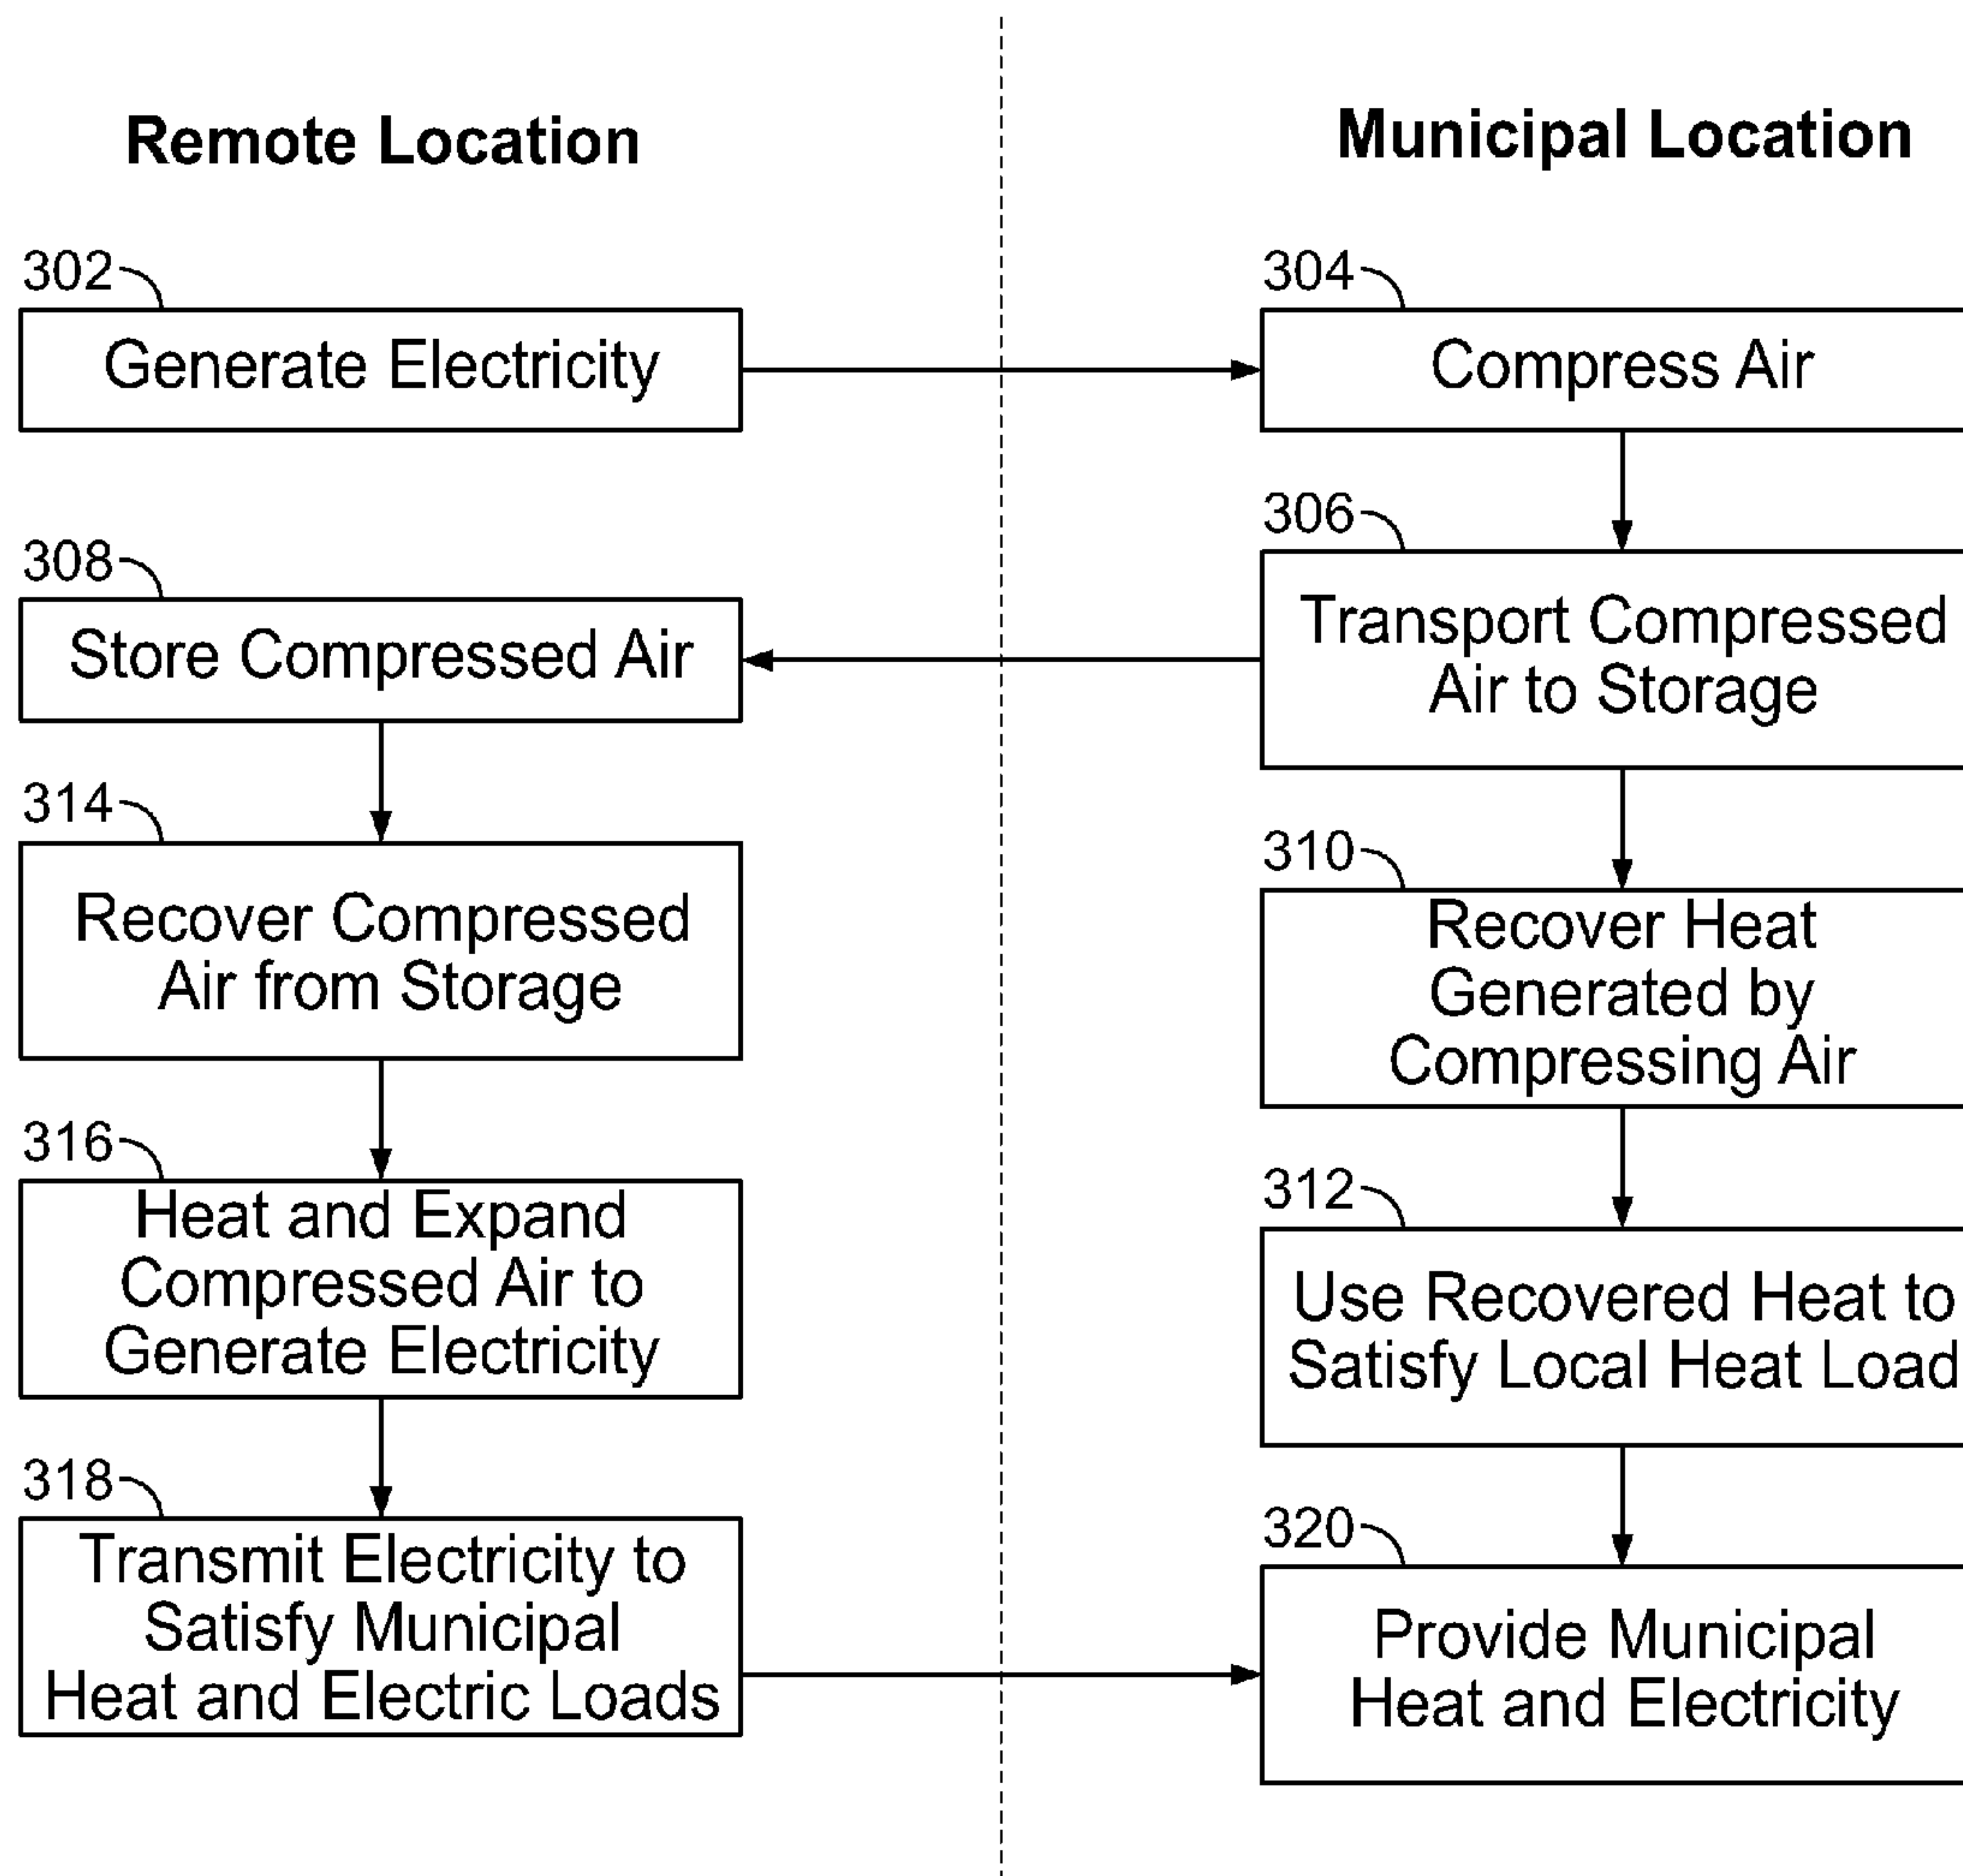 Remote Location
Municipal Location
302
Generate Electricity
304
Compress Air
306
Transport Compressed
Air to Storage
308
Store Compressed Air
310
Recover Heat
Generated by
Compressing Air
312
Use Recovered Heat to
Satisfy Local Heat Load
314
Recover Compressed
Air from Storage
316
Heat and Expand
Compressed Air to
Generate Electricity
318
Transmit Electricity to
Satisfy Municipal
Heat and Electric Loads
320
Provide Municipal
Heat and Electricity